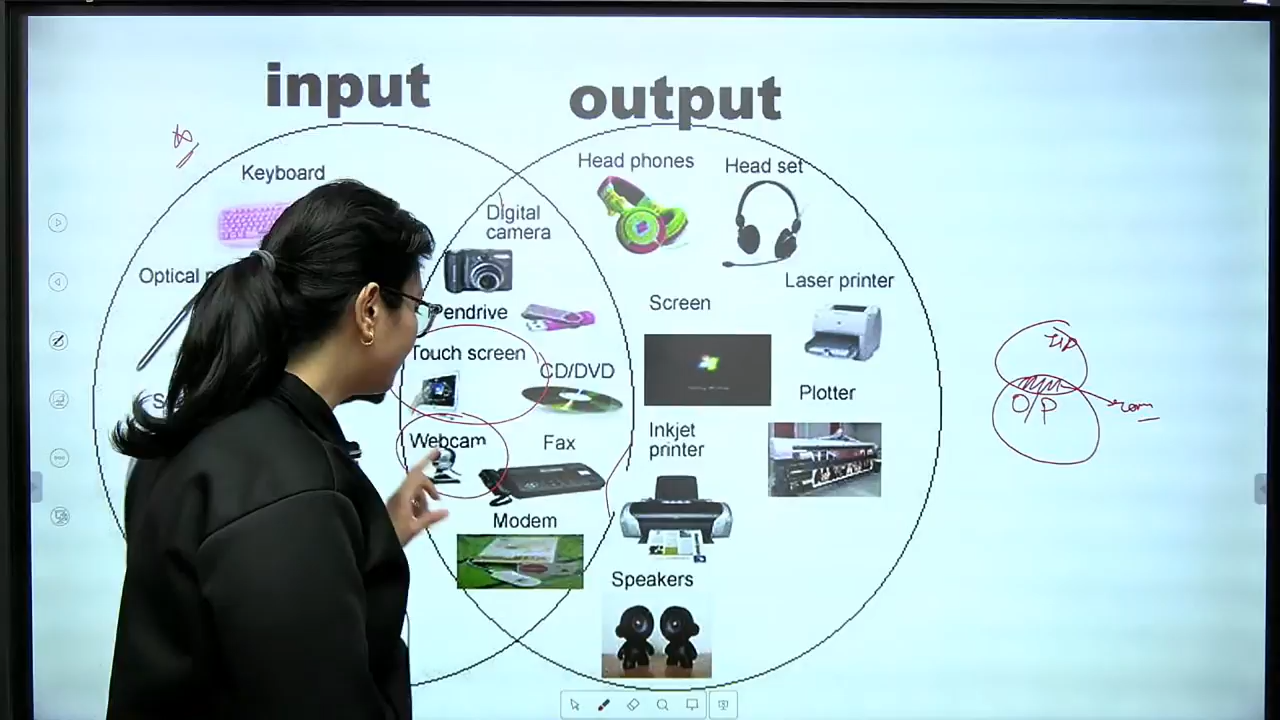 input
output
Keyboard
Optical
Digital
camera
Pendrive
Touch screen
CD/DVD
Webcam
Fax
Modem
Head phones
Head set
Laser printer
Screen
Plotter
Inkjet
printer
Speakers
I/P
O/P